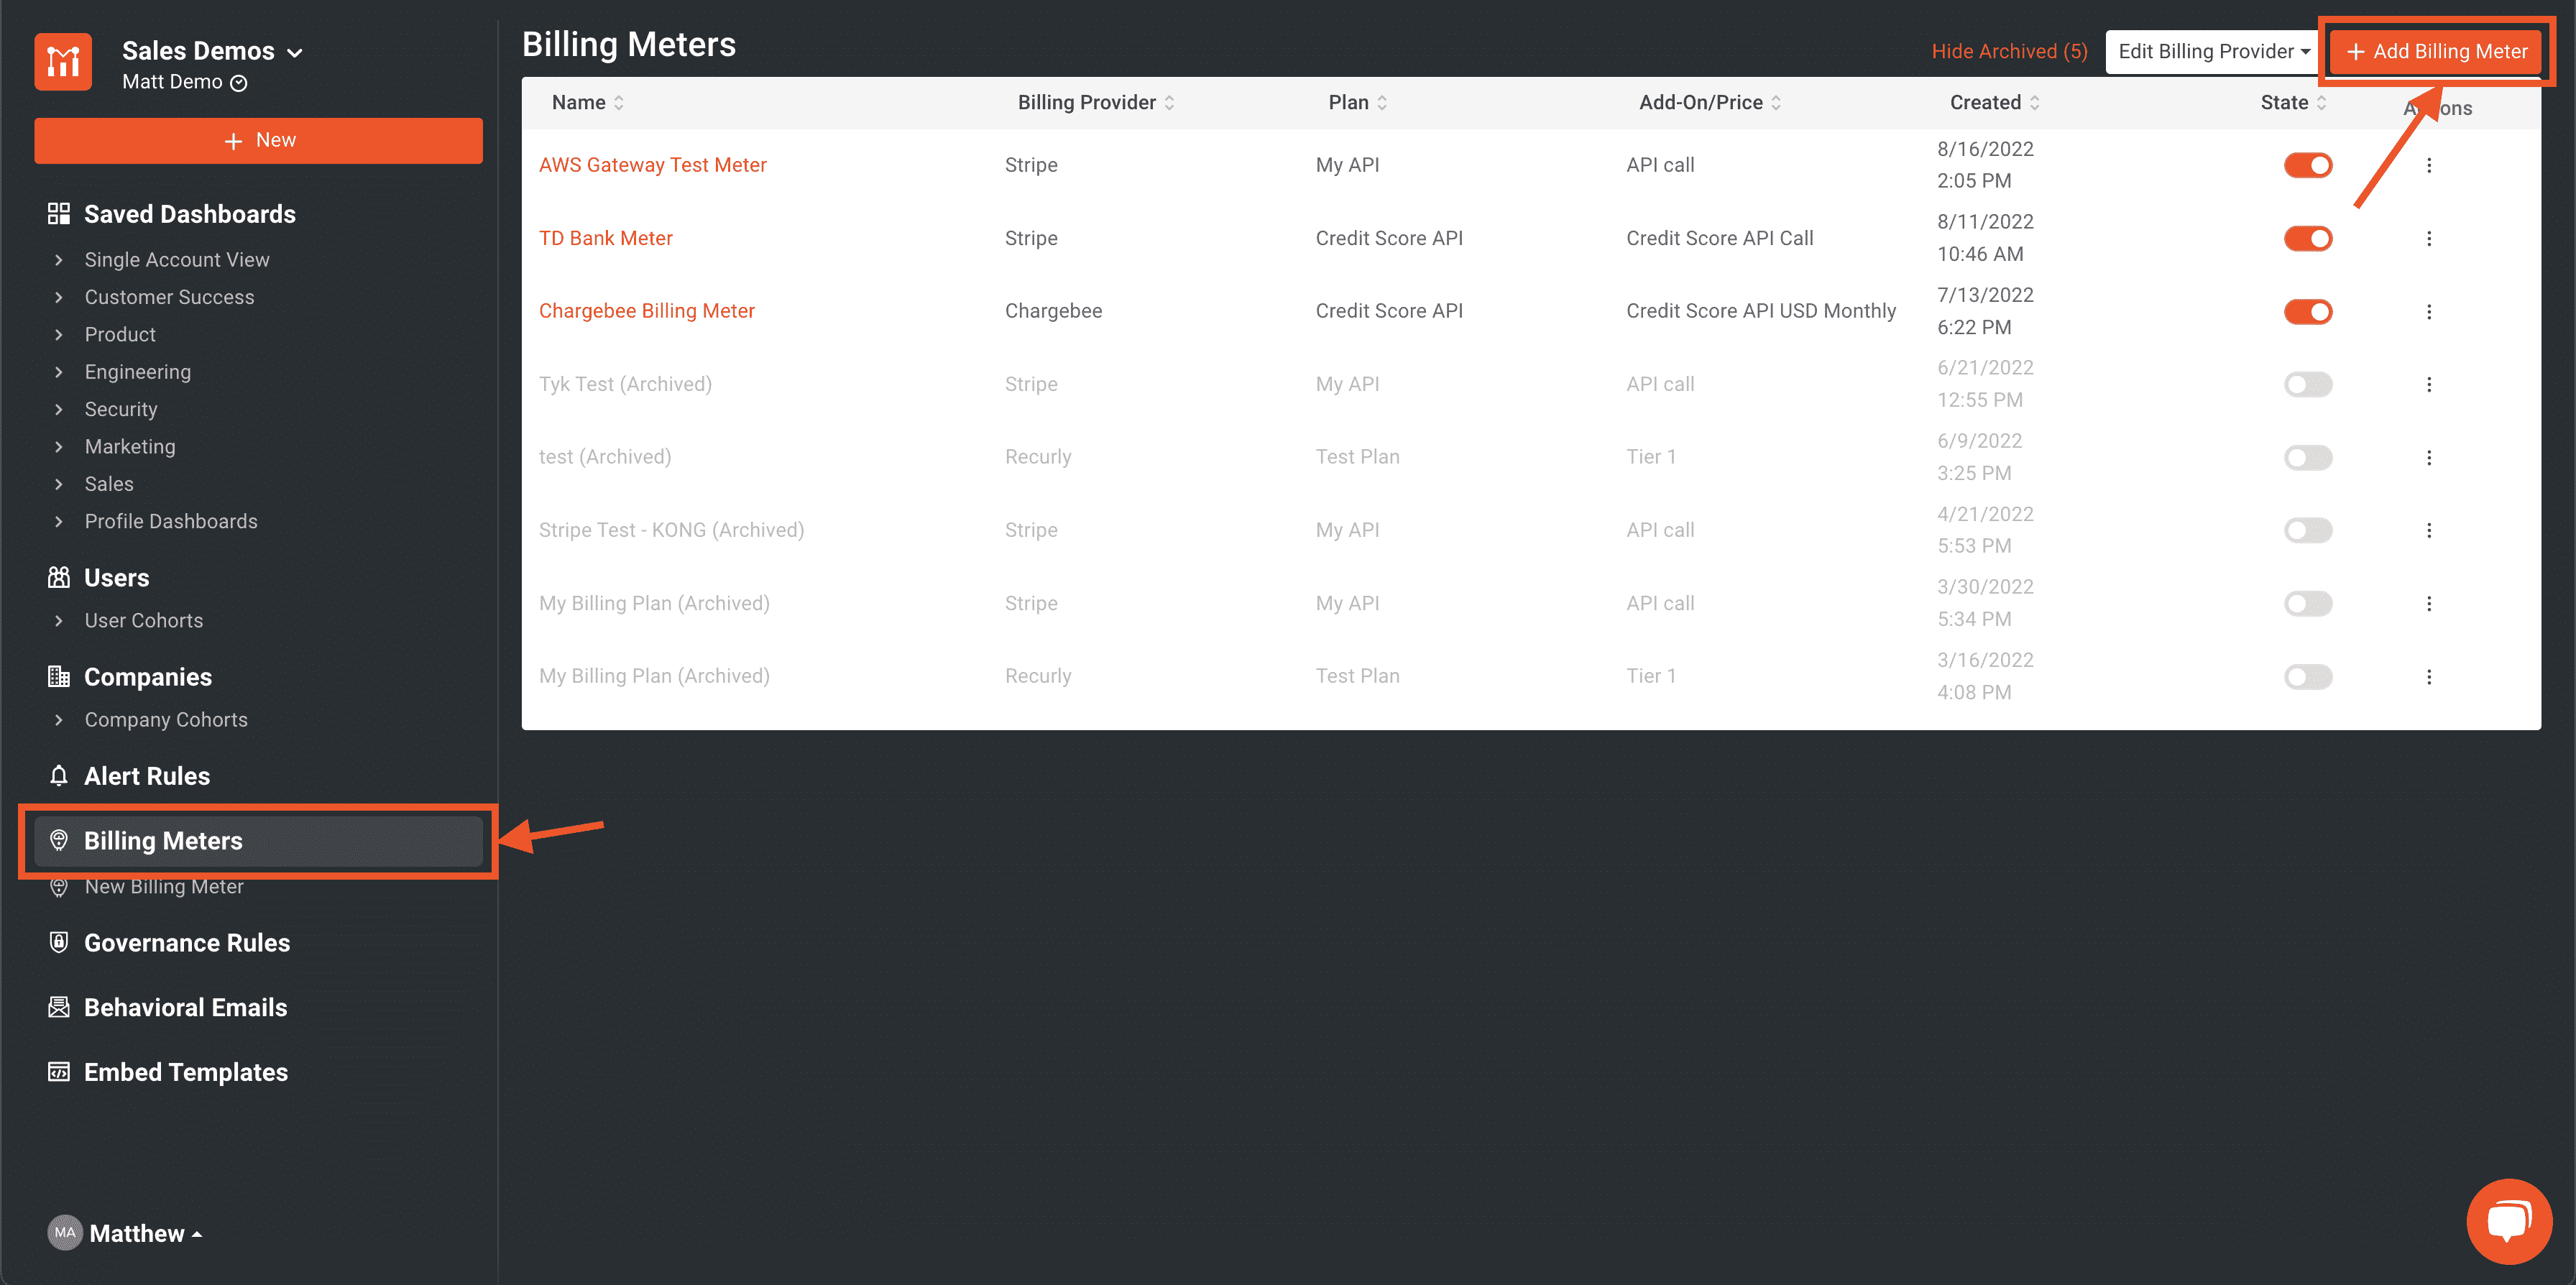 Sales Demos
Matt Demo
+ New
Saved Dashboards
Single Account View
Customer Success
Product
Engineering
Security
Marketing
Sales
Profile Dashboards
Users
User Cohorts
Companies
Company Cohorts
Alert Rules
Billing Meters
New Billing Meter
Governance Rules
Behavioral Emails
Embed Templates
MA Matthew
Billing Meters
Hide Archived (5) Edit Billing Provider + Add Billing Meter
Name Billing Provider Plan Add-On/Price Created State Actions
AWS Gateway Test Meter Stripe My API API call 8/16/2022
2:05 PM
TD Bank Meter Stripe Credit Score API Credit Score API Call 8/11/2022
10:46 AM
Chargebee Billing Meter Chargebee Credit Score API Credit Score API USD Monthly 7/13/2022
6:22 PM
Tyk Test (Archived) Stripe My API API call 6/21/2022
12:55 PM
test (Archived) Recurly Test Plan Tier 1 6/9/2022
3:25 PM
Stripe Test - KONG (Archived) Stripe My API API call 4/21/2022
5:53 PM
My Billing Plan (Archived) Stripe My API API call 3/30/2022
5:34 PM
My Billing Plan (Archived) Recurly Test Plan Tier 1 3/16/2022
4:08 PM